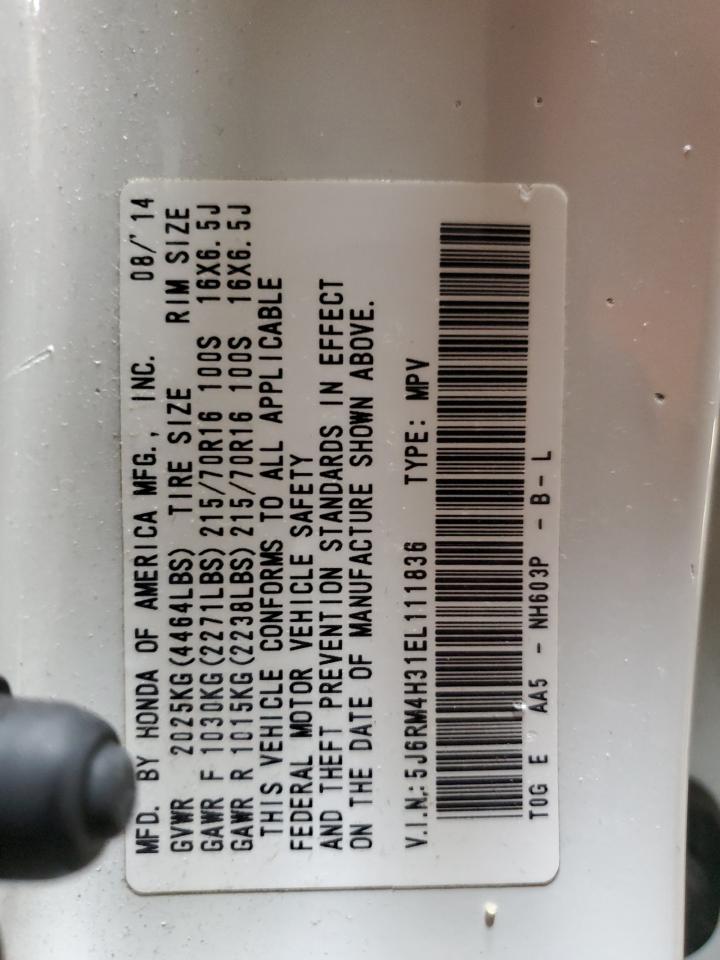 MFD. BY HONDA OF AMERICA MFG., INC. 08/'14
GVWR 2025KG(4464LBS) TIRE SIZE RIM SIZE
GAWR F 1030KG(2271LBS) 215/70R16 100S 16X6.5J
GAWR R 1015KG(2238LBS) 215/70R16 100S 16X6.5J
THIS VEHICLE CONFORMS TO ALL APPLICABLE
FEDERAL MOTOR VEHICLE SAFETY
AND THEFT PREVENTION STANDARDS IN EFFECT
ON THE DATE OF MANUFACTURE SHOWN ABOVE.
V.I.N.:5J6RM4H31EL111836 TYPE: MPV
T0G E AA5 - NH603P - B - L